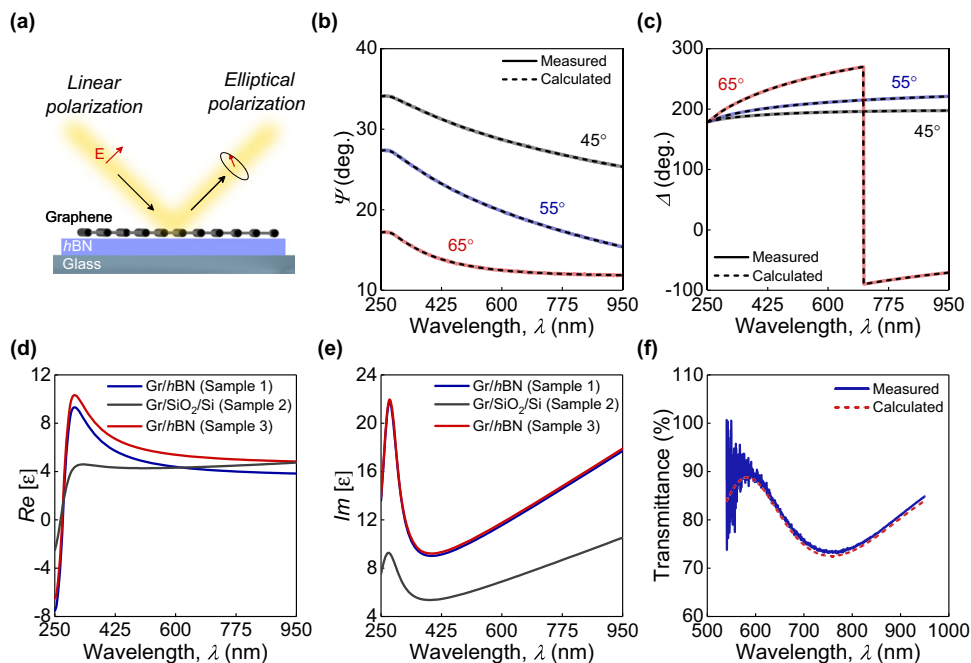 (a)
Linear
polarization
Elliptical
polarization
E
Graphene
hBN
Glass
(b)
Ψ (deg.)
40
30
20
10
Measured
Calculated
45°
55°
65°
250 425 600 775 950
Wavelength, λ (nm)
(c)
Δ (deg.)
300
200
100
0
-100
65°
55°
45°
Measured
Calculated
250 425 600 775 950
Wavelength, λ (nm)
(d)
Re [ε]
12
8
4
0
-4
-8
Gr/hBN (Sample 1)
Gr/SiO₂/Si (Sample 2)
Gr/hBN (Sample 3)
250 425 600 775 950
Wavelength, λ (nm)
(e)
Im [ε]
24
20
16
12
8
4
Gr/hBN (Sample 1)
Gr/SiO₂/Si (Sample 2)
Gr/hBN (Sample 3)
250 425 600 775 950
Wavelength, λ (nm)
(f)
Transmittance (%)
110
100
90
80
70
60
Measured
Calculated
500 600 700 800 900 1000
Wavelength, λ (nm)